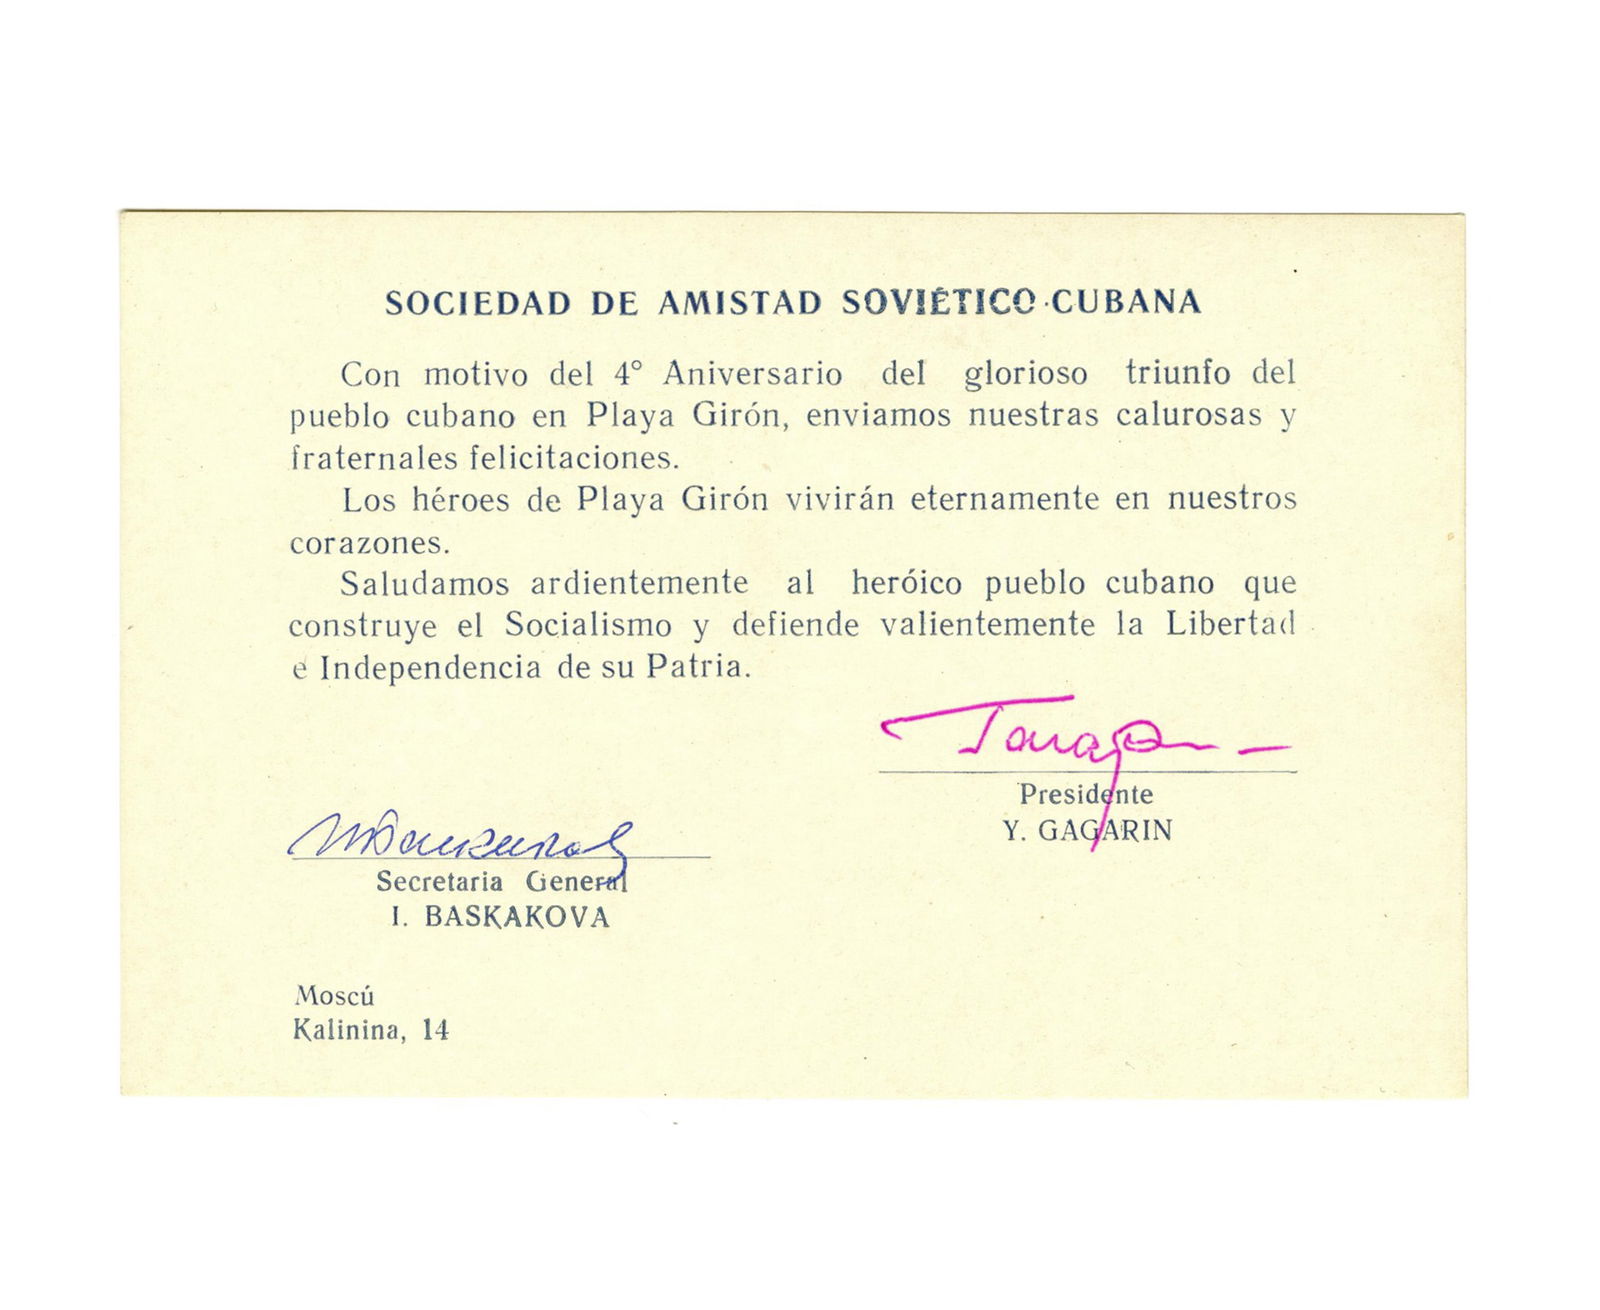 SOCIEDAD DE AMISTAD SOVIÉTICO-CUBANA
Con motivo del 4° Aniversario del glorioso triunfo del
pueblo cubano en Playa Girón, enviamos nuestras calurosas y
fraternales felicitaciones.
Los héroes de Playa Girón vivirán eternamente en nuestros
corazones.
Saludamos ardientemente al heróico pueblo cubano que
construye el Socialismo y defiende valientemente la Libertad
e Independencia de su Patria.
Presidente
Y. GAGARIN
Secretaria General
I. BASKAKOVA
Moscú
Kalinina, 14